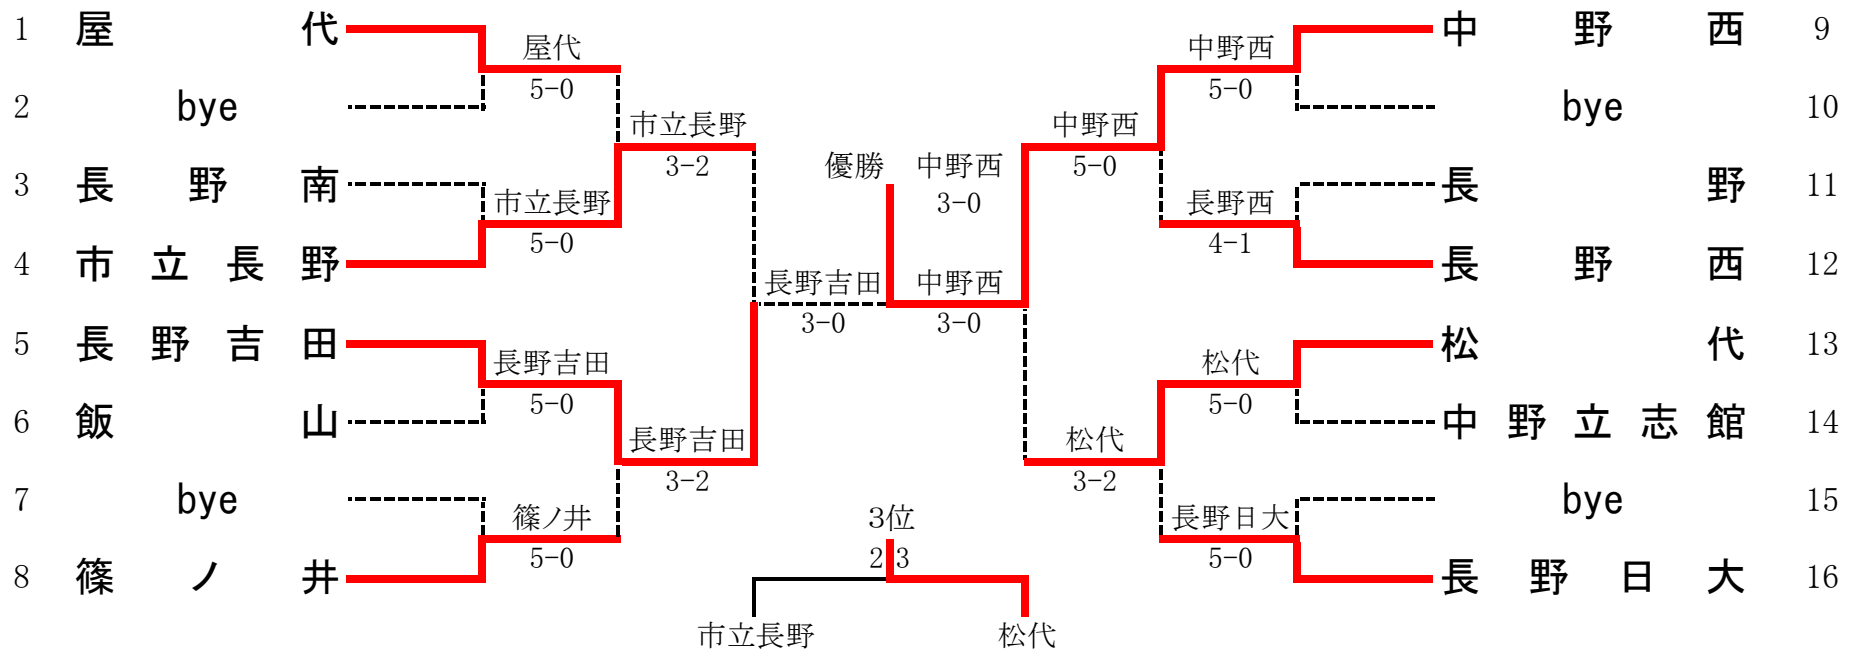 1 屋代
2 bye
3 長野南
4 市立長野
5 長野吉田
6 飯山
7 bye
8 篠ノ井
屋代
5-0
市立長野
5-0
長野吉田
5-0
篠ノ井
5-0
市立長野
3-2
長野吉田
3-2
長野吉田
3-0
優勝
中野西
3-0
中野西
3-0
3位
2 3
市立長野
松代
中野西
5-0
松代
3-2
中野西
5-0
長野西
4-1
松代
5-0
長野日大
5-0
中野西 9
bye 10
長野 11
長野西 12
松代 13
中野立志館 14
bye 15
長野日大 16